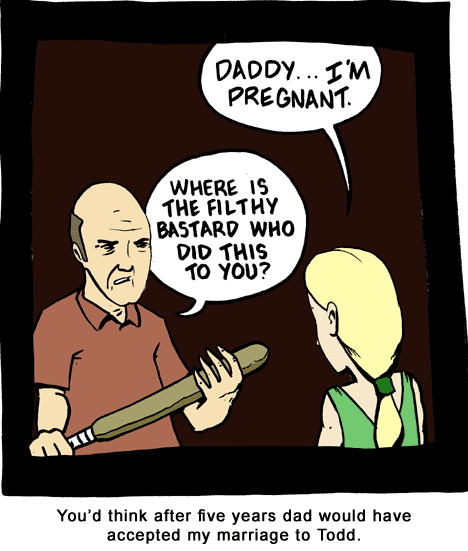 DADDY... I'M
PREGNANT.
WHERE IS
THE FILTHY
BASTARD WHO
DID THIS
TO YOU?
You'd think after five years dad would have
accepted my marriage to Todd.